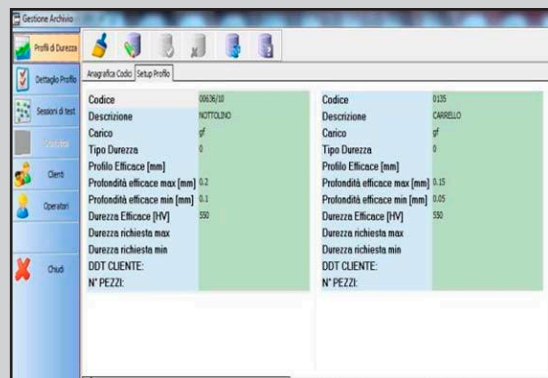 Gestione Archivio
Profili di Durezza
Dettaglio Profilo
Sessioni di test
Statistici
Clienti
Operatori
Chiudi
Anagrafica Codici
Setup Profilo
Codice 00636/10
Descrizione NOTTOLINO
Carico gf
Tipo Durezza 0
Profilo Efficace [mm]
Profondità efficace max [mm] 0.2
Profondità efficace min [mm] 0.1
Durezza Efficace [HV] 550
Durezza richiesta max
Durezza richiesta min
DDT CLIENTE:
N° PEZZI:
Codice 0135
Descrizione CARRELLO
Carico gf
Tipo Durezza 0
Profilo Efficace [mm]
Profondità efficace max [mm] 0.15
Profondità efficace min [mm] 0.05
Durezza Efficace [HV] 550
Durezza richiesta max
Durezza richiesta min
DDT CLIENTE:
N° PEZZI: